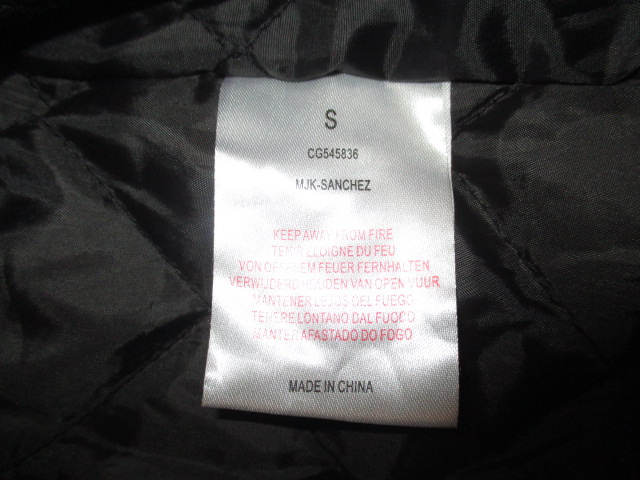 S
CG545836
MJK-SANCHEZ
KEEP AWAY FROM FIRE
TENIR ELOIGNE DU FEU
VON OFFENEM FEUER FERNHALTEN
VERWIJDERD HOUDEN VAN OPEN VUUR
MANTENER LEJOS DEL FUEGO
TENERE LONTANO DAL FUOCO
MANTER AFASTADO DO FOGO
MADE IN CHINA